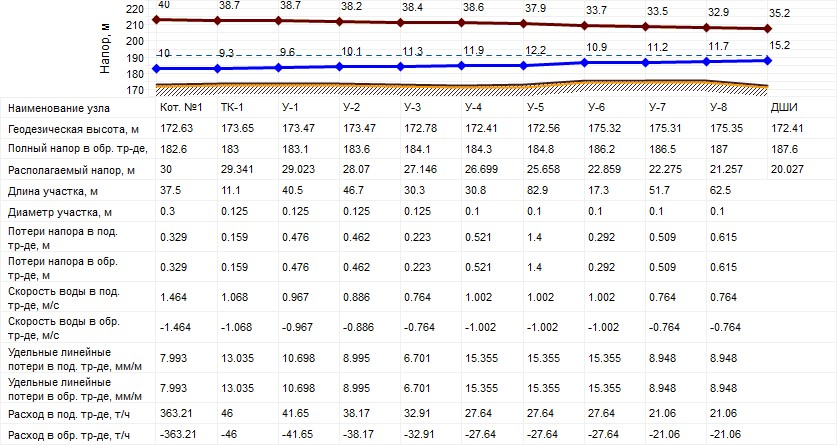 220
210
200
190
180
170
Напор, м
40 38.7 38.7 38.2 38.4 38.6 37.9 33.7 33.5 32.9 35.2
10 9.3 9.6 10.1 11.3 11.9 12.2 10.9 11.2 11.7 15.2
Наименование узла Кот. №1 ТК-1 У-1 У-2 У-3 У-4 У-5 У-6 У-7 У-8 ДШИ
Геодезическая высота, м 172.63 173.65 173.47 173.47 172.78 172.41 172.56 175.32 175.31 175.35 172.41
Полный напор в обр. тр-де, 182.6 183 183.1 183.6 184.1 184.3 184.8 186.2 186.5 187 187.6
Располагаемый напор, м 30 29.341 29.023 28.07 27.146 26.699 25.658 22.859 22.275 21.257 20.027
Длина участка, м 37.5 11.1 40.5 46.7 30.3 30.8 82.9 17.3 51.7 62.5
Диаметр участка, м 0.3 0.125 0.125 0.125 0.125 0.1 0.1 0.1 0.1 0.1
Потери напора в под.
тр-де, м 0.329 0.159 0.476 0.462 0.223 0.521 1.4 0.292 0.509 0.615
Потери напора в обр.
тр-де, м 0.329 0.159 0.476 0.462 0.223 0.521 1.4 0.292 0.509 0.615
Скорость воды в под.
тр-де, м/с 1.464 1.068 0.967 0.886 0.764 1.002 1.002 1.002 0.764 0.764
Скорость воды в обр.
тр-де, м/с -1.464 -1.068 -0.967 -0.886 -0.764 -1.002 -1.002 -1.002 -0.764 -0.764
Удельные линейные
потери в под. тр-де, мм/м 7.993 13.035 10.698 8.995 6.701 15.355 15.355 15.355 8.948 8.948
Удельные линейные
потери в обр. тр-де, мм/м 7.993 13.035 10.698 8.995 6.701 15.355 15.355 15.355 8.948 8.948
Расход в под. тр-де, т/ч 363.21 46 41.65 38.17 32.91 27.64 27.64 27.64 21.06 21.06
Расход в обр. тр-де, т/ч -363.21 -46 -41.65 -38.17 -32.91 -27.64 -27.64 -27.64 -21.06 -21.06